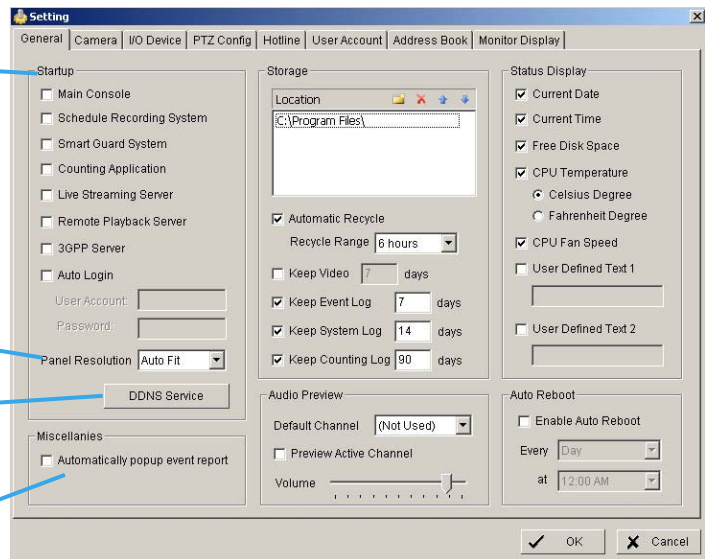 Setting
General Camera I/O Device PTZ Config Hotline User Account Address Book Monitor Display
Startup
Main Console
Schedule Recording System
Smart Guard System
Counting Application
Live Streaming Server
Remote Playback Server
3GPP Server
Auto Login
User Account:
Password:
Panel Resolution Auto Fit
DDNS Service
Miscellanies
Automatically popup event report
Storage
Location
C:\Program Files\
Automatic Recycle
Recycle Range 6 hours
Keep Video 7 days
Keep Event Log 7 days
Keep System Log 14 days
Keep Counting Log 90 days
Audio Preview
Default Channel (Not Used)
Preview Active Channel
Volume
Status Display
Current Date
Current Time
Free Disk Space
CPU Temperature
Celsius Degree
Fahrenheit Degree
CPU Fan Speed
User Defined Text 1
User Defined Text 2
Auto Reboot
Enable Auto Reboot
Every Day
at 12:00 AM
OK Cancel